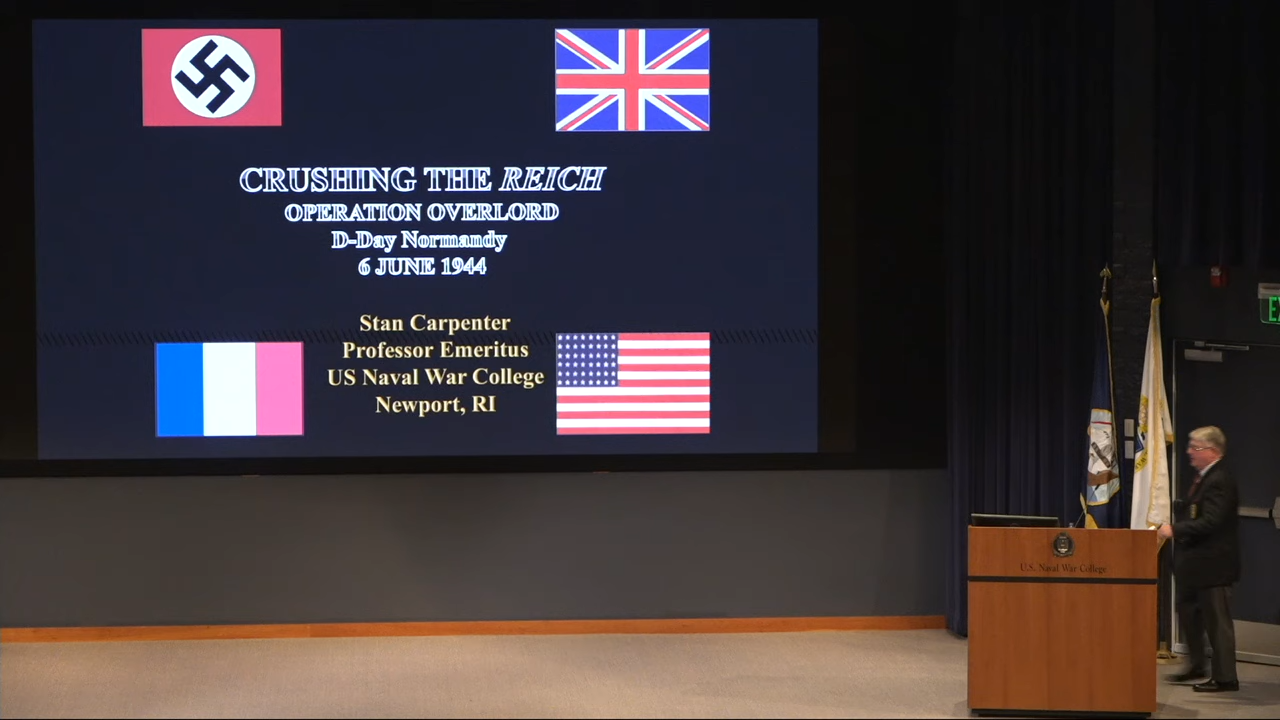 CRUSHING THE REICH
OPERATION OVERLORD
D-Day Normandy
6 JUNE 1944
Stan Carpenter
Professor Emeritus
US Naval War College
Newport, RI
U.S. Naval War College